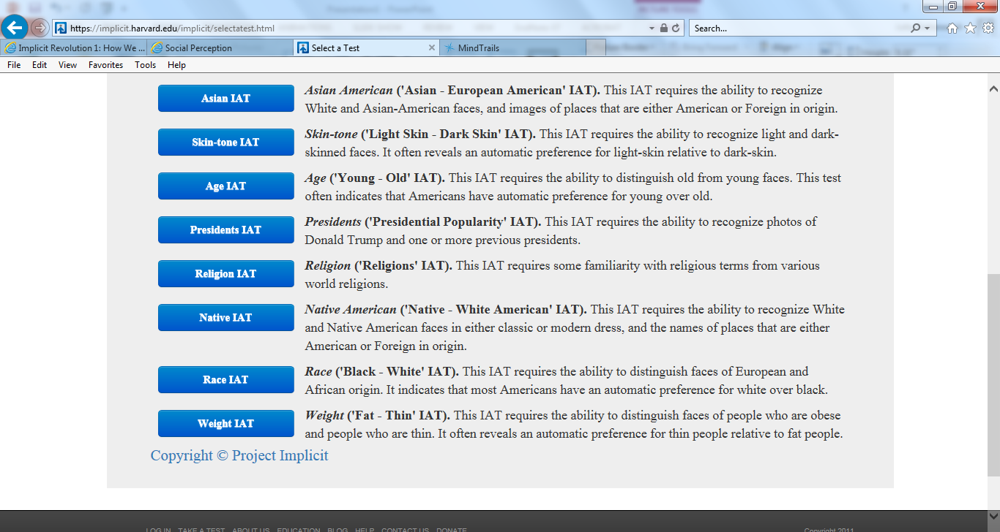 https://implicit.harvard.edu/implicit/selectatest.html
Search...
Implicit Revolution 1: How We ...
Social Perception
Select a Test
MindTrails
File Edit View Favorites Tools Help
Asian IAT
Asian American ('Asian - European American' IAT). This IAT requires the ability to recognize
White and Asian-American faces, and images of places that are either American or Foreign in origin.
Skin-tone IAT
Skin-tone ('Light Skin - Dark Skin' IAT). This IAT requires the ability to recognize light and dark-
skinned faces. It often reveals an automatic preference for light-skin relative to dark-skin.
Age IAT
Age ('Young - Old' IAT). This IAT requires the ability to distinguish old from young faces. This test
often indicates that Americans have automatic preference for young over old.
Presidents IAT
Presidents ('Presidential Popularity' IAT). This IAT requires the ability to recognize photos of
Donald Trump and one or more previous presidents.
Religion IAT
Religion ('Religions' IAT). This IAT requires some familiarity with religious terms from various
world religions.
Native IAT
Native American ('Native - White American' IAT). This IAT requires the ability to recognize White
and Native American faces in either classic or modern dress, and the names of places that are either
American or Foreign in origin.
Race IAT
Race ('Black - White' IAT). This IAT requires the ability to distinguish faces of European and
African origin. It indicates that most Americans have an automatic preference for white over black.
Weight IAT
Weight ('Fat - Thin' IAT). This IAT requires the ability to distinguish faces of people who are obese
and people who are thin. It often reveals an automatic preference for thin people relative to fat people.
Copyright © Project Implicit
LOG IN TAKE A TEST ABOUT US EDUCATION BLOG HELP CONTACT US DONATE
Copyright 2011